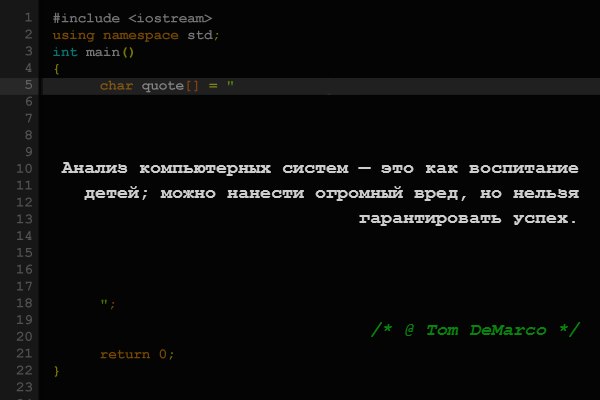 1 #include <iostream>
2 using namespace std;
3 int main()
4 {
5 char quote[] = "
6
7
8
9
10 Анализ компьютерных систем — это как воспитание
11 детей; можно нанести огромный вред, но нельзя
12
13 гарантировать успех.
14
15
16
17
18 ";
19
20 /* @ Tom DeMarco */
21 return 0;
22 }
23